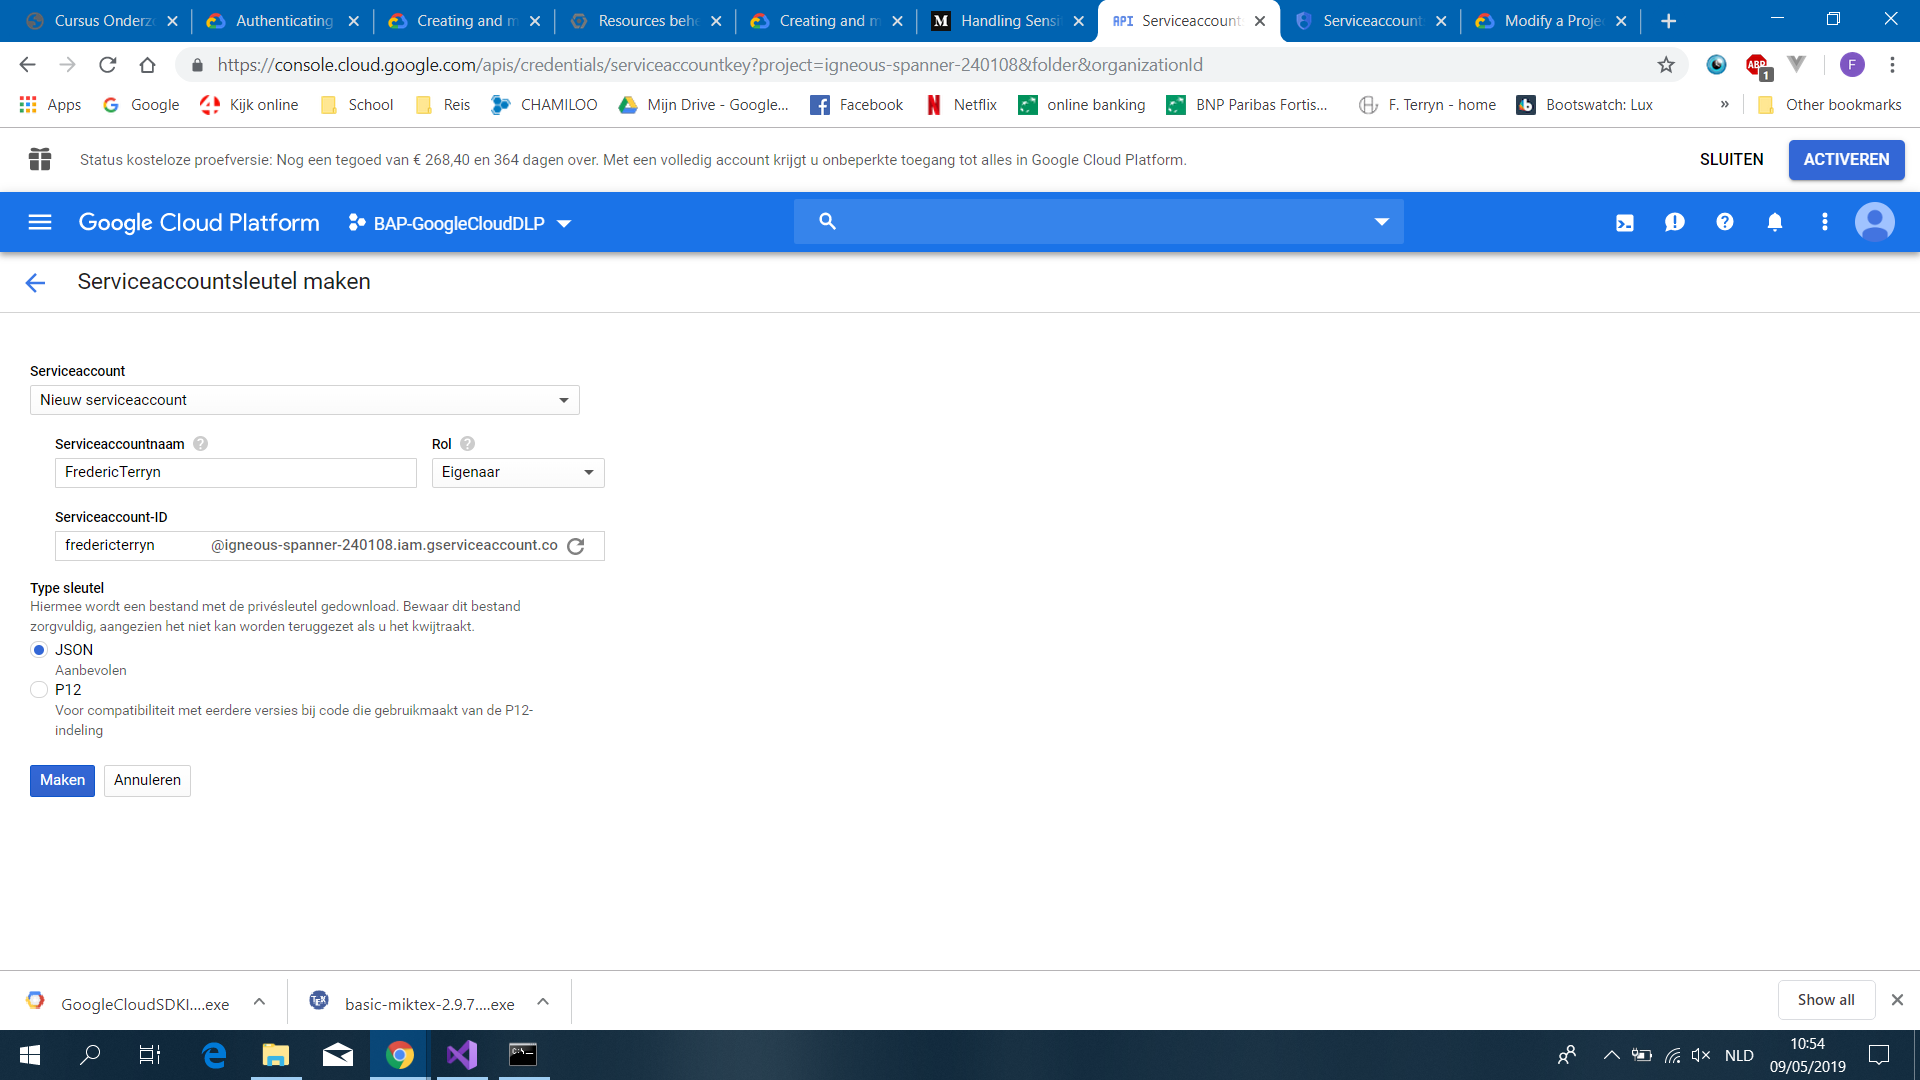 Cursus Onderzo
Authenticating
Creating and m
Resources behe
Creating and m
Handling Sensi
API Serviceaccount
Serviceaccount
Modify a Projec
https://console.cloud.google.com/apis/credentials/serviceaccountkey?project=igneous-spanner-240108&folder&organizationId
ABP
1
F
Apps
Google
Kijk online
School
Reis
CHAMILOO
Mijn Drive - Google...
Facebook
Netflix
online banking
BNP Paribas Fortis...
F. Terryn - home
Bootswatch: Lux
»
Other bookmarks
Status kosteloze proefversie: Nog een tegoed van € 268,40 en 364 dagen over. Met een volledig account krijgt u onbeperkte toegang tot alles in Google Cloud Platform.
SLUITEN
ACTIVEREN
Google Cloud Platform
BAP-GoogleCloudDLP
Serviceaccountsleutel maken
Serviceaccount
Nieuw serviceaccount
Serviceaccountnaam
Rol
FredericTerryn
Eigenaar
Serviceaccount-ID
fredericterryn @igneous-spanner-240108.iam.gserviceaccount.co
Type sleutel
Hiermee wordt een bestand met de privésleutel gedownload. Bewaar dit bestand
zorgvuldig, aangezien het niet kan worden teruggezet als u het kwijtraakt.
JSON
Aanbevolen
P12
Voor compatibiliteit met eerdere versies bij code die gebruikmaakt van de P12-
indeling
Maken
Annuleren
GoogleCloudSDKI....exe
basic-miktex-2.9.7....exe
Show all
NLD
10:54
09/05/2019